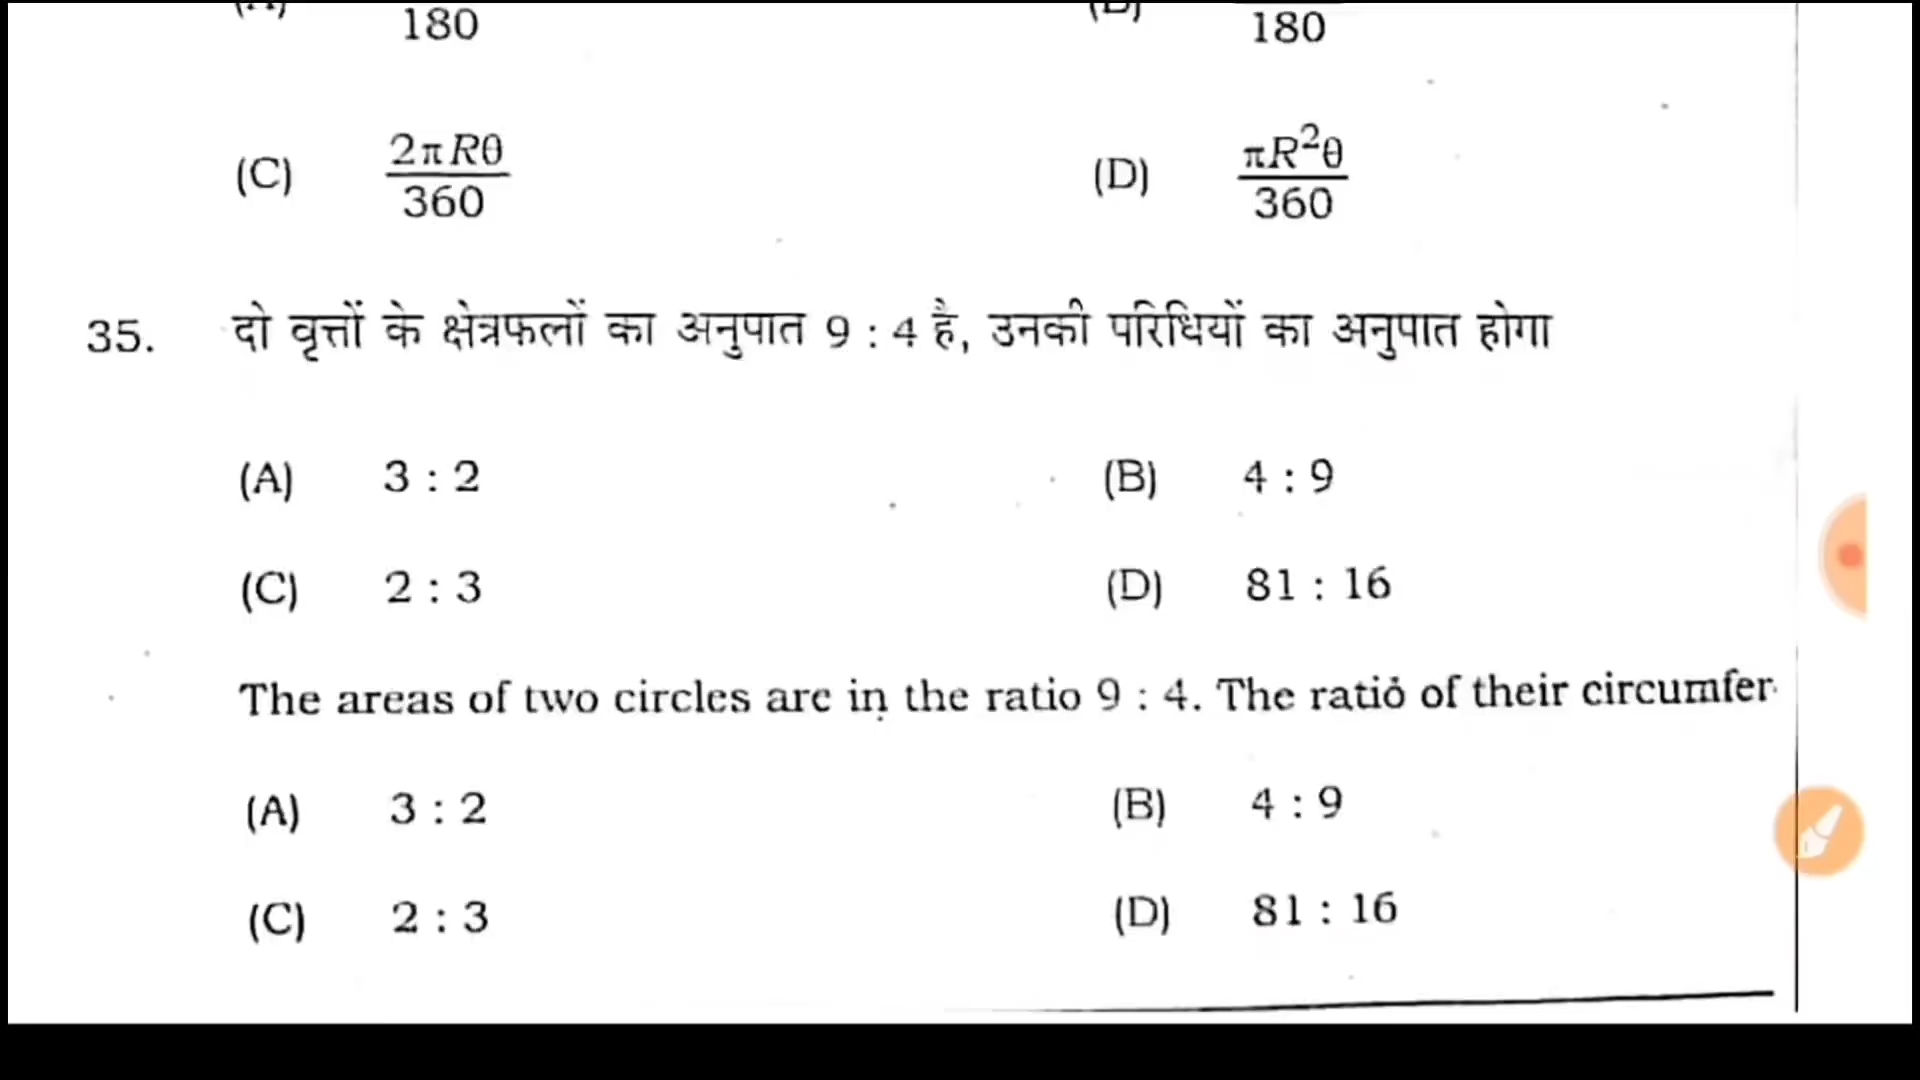 180 180
(C) 2πRθ/360 (D) πR²θ/360
35. दो वृत्तों के क्षेत्रफलों का अनुपात 9 : 4 है, उनकी परिधियों का अनुपात होगा
(A) 3 : 2 (B) 4 : 9
(C) 2 : 3 (D) 81 : 16
The areas of two circles are in the ratio 9 : 4. The ratio of their circumfer
(A) 3 : 2 (B) 4 : 9
(C) 2 : 3 (D) 81 : 16